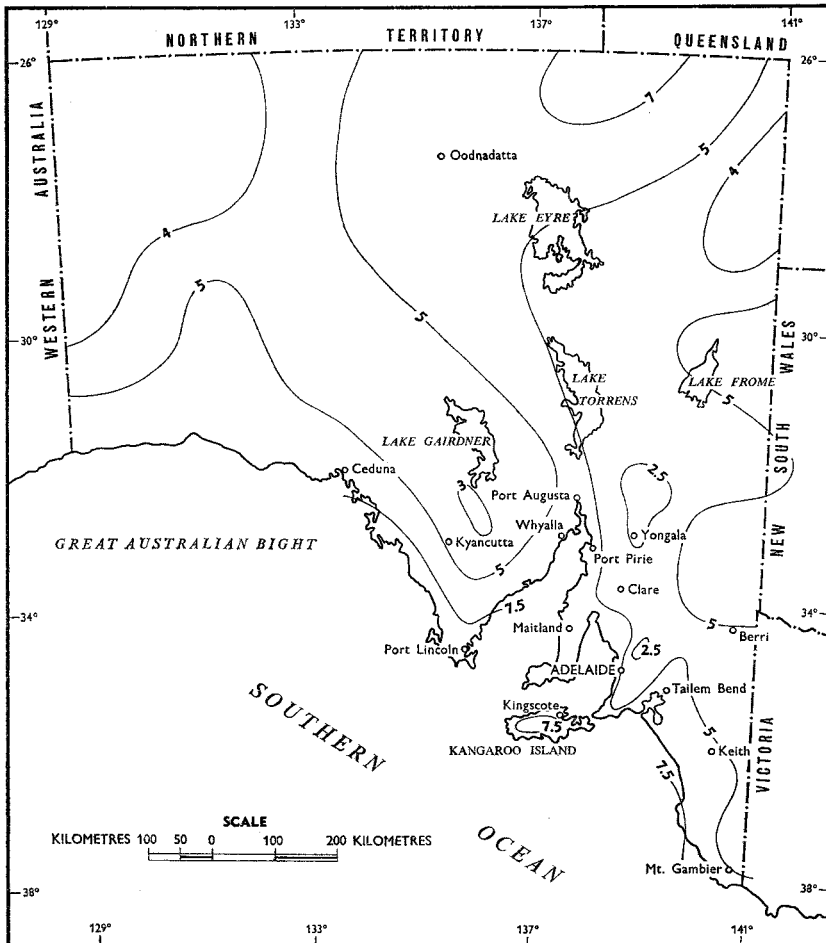 129°
133°
137°
141°
NORTHERN
TERRITORY
QUEENSLAND
26°
26°
WESTERN
AUSTRALIA
7
5
Oodnadatta
4
4
LAKE EYRE
5
5
30°
30°
LAKE
TORRENS
LAKE FROME
5
NEW
SOUTH
WALES
LAKE GAIRDNER
Ceduna
3
2.5
Port Augusta
GREAT AUSTRALIAN BIGHT
Kyancutta
Whyalla
Yongala
Port Pirie
5
Clare
7.5
34°
34°
Maitland
5
Berri
Port Lincoln
2.5
ADELAIDE
Tailem Bend
Kingscote
7.5
KANGAROO ISLAND
5
Keith
7.5
VICTORIA
SOUTHERN
OCEAN
SCALE
KILOMETRES 100 50 0 100 200 KILOMETRES
Mt. Gambier
38°
38°
129°
133°
137°
141°